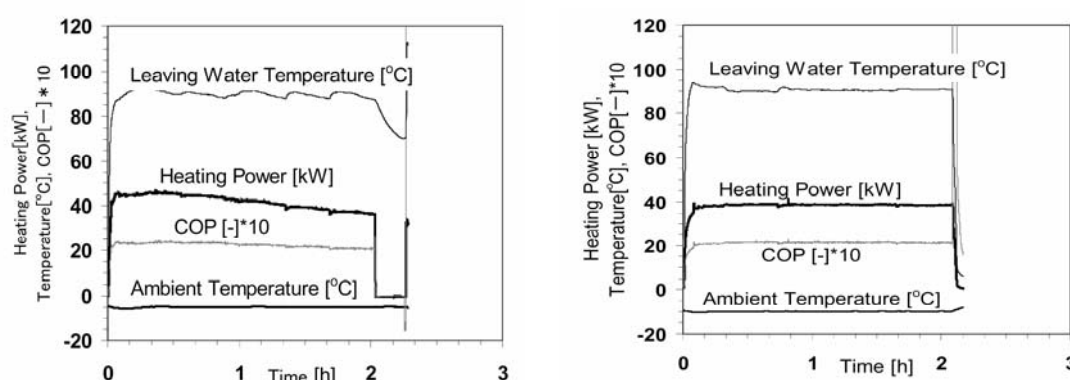 Heating Power[kW],
Temperature[°C], COP[—]*10
120
100
80
60
40
20
0
-20
Leaving Water Temperature [°C]
Heating Power [kW]
COP [-]*10
Ambient Temperature [°C]
0
1
2
3
Time [h]
Heating Power [kW],
Temperature[°C], COP[—]*10
120
100
80
60
40
20
0
-20
Leaving Water Temperature [°C]
Heating Power [kW]
COP [-]*10
Ambient Temperature [°C]
0
1
2
3
Time [h]